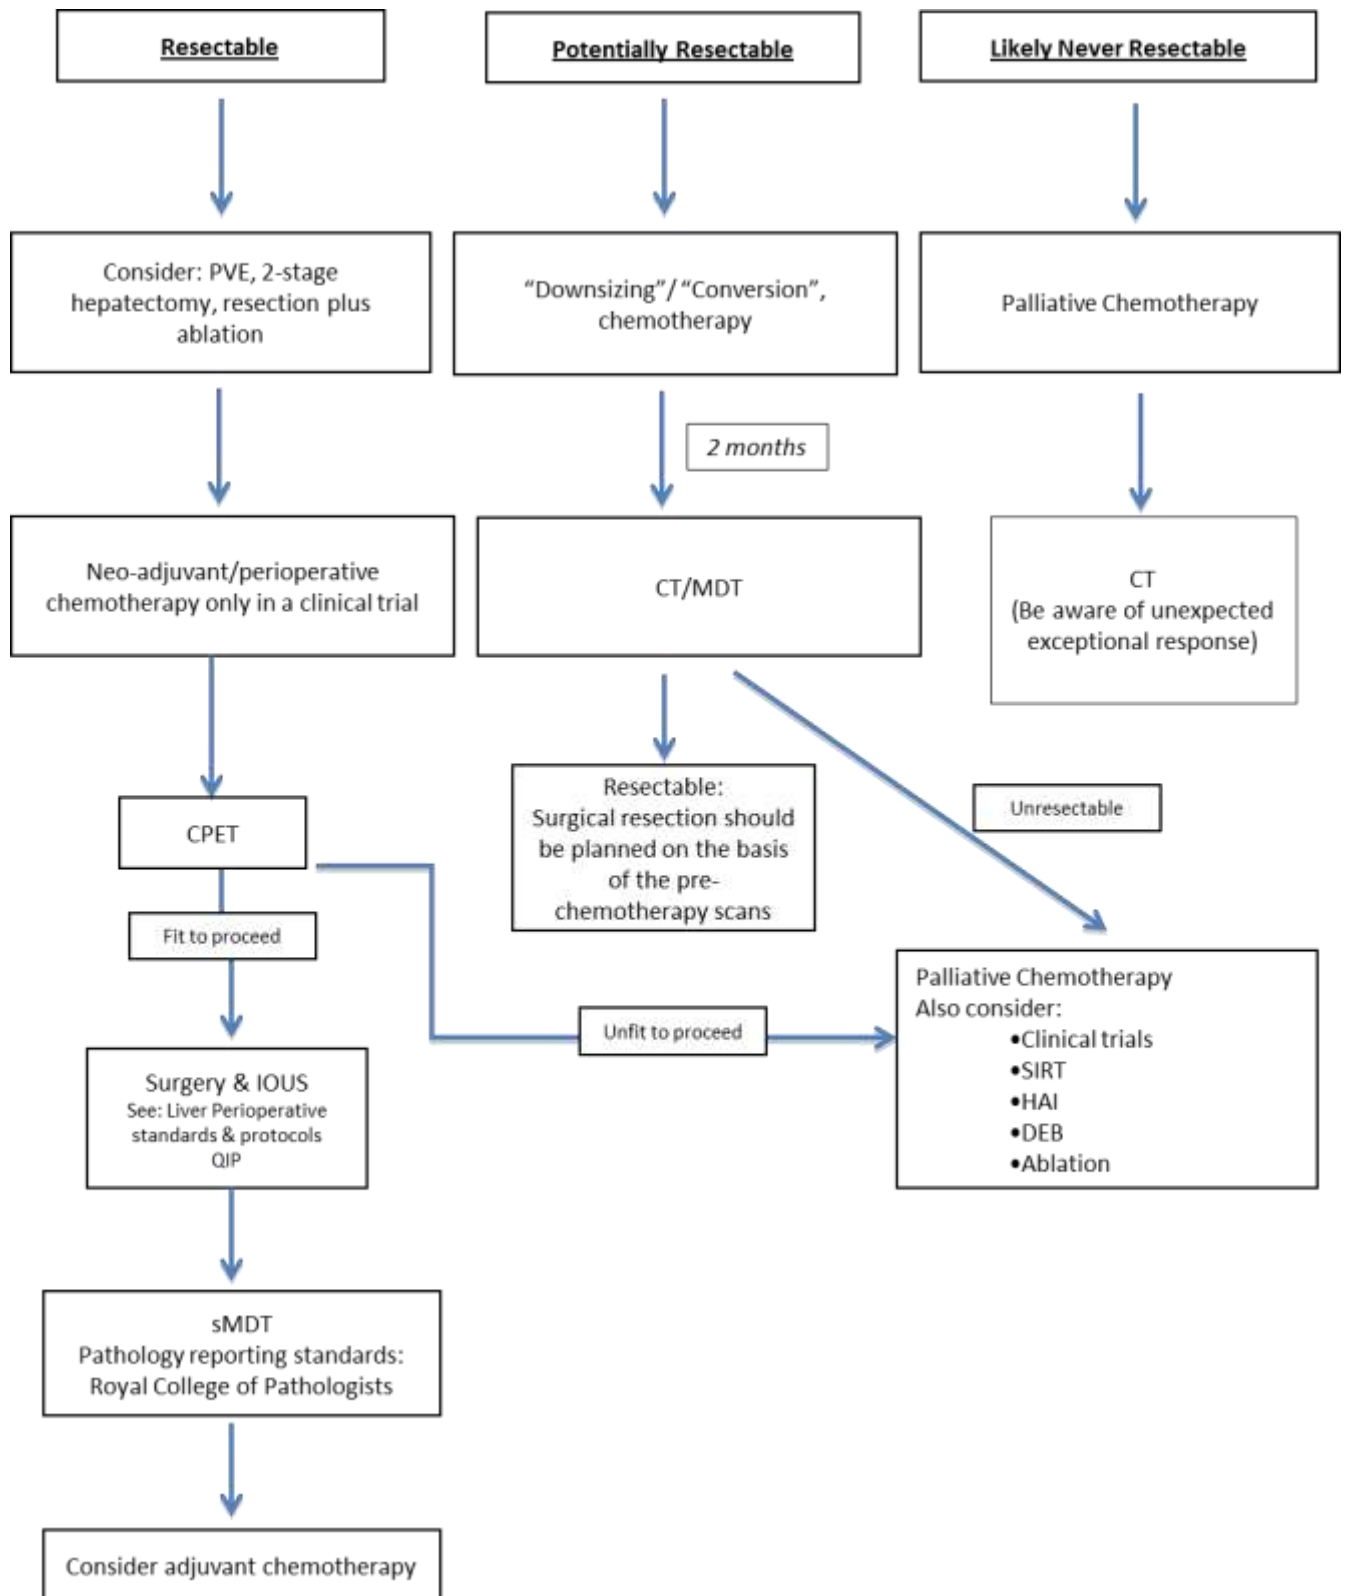 Resectable
Potentially Resectable
Likely Never Resectable
Consider: PVE, 2-stage
hepatectomy, resection plus
ablation
“Downsizing”/ “Conversion”,
chemotherapy
Palliative Chemotherapy
2 months
Neo-adjuvant/perioperative
chemotherapy only in a clinical trial
CT/MDT
CT
(Be aware of unexpected
exceptional response)
CPET
Resectable:
Surgical resection should
be planned on the basis
of the pre-
chemotherapy scans
Unresectable
Fit to proceed
Unfit to proceed
Palliative Chemotherapy
Also consider:
•Clinical trials
•SIRT
•HAI
•DEB
•Ablation
Surgery & IOUS
See: Liver Perioperative
standards & protocols
QIP
sMDT
Pathology reporting standards:
Royal College of Pathologists
Consider adjuvant chemotherapy